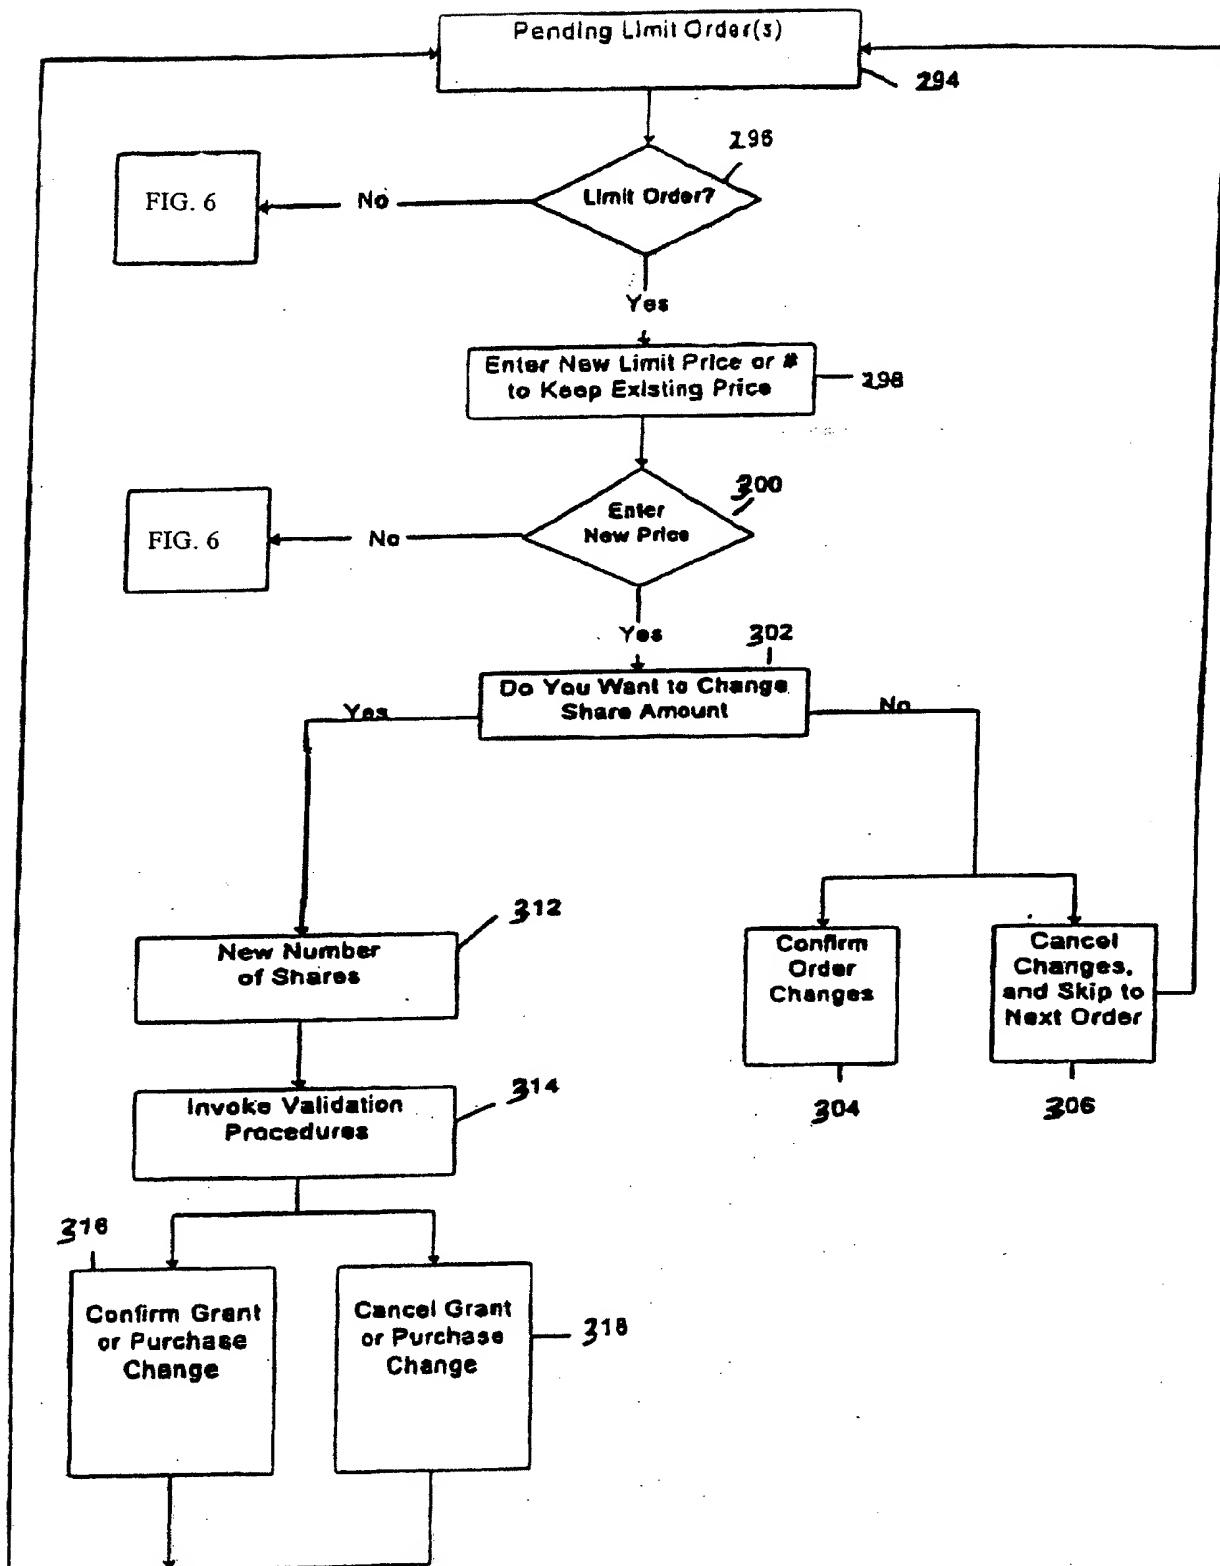 Pending Limit Order(s)
294
296
Limit Order?
FIG. 6
No
Yes
Enter New Limit Price or #
to Keep Existing Price
298
300
Enter
New Price
FIG. 6
No
Yes
302
Do You Want to Change
Share Amount
Yes
No
312
New Number
of Shares
Confirm
Order
Changes
Cancel
Changes,
and Skip to
Next Order
314
Invoke Validation
Procedures
304
306
316
Confirm Grant
or Purchase
Change
Cancel Grant
or Purchase
Change
318